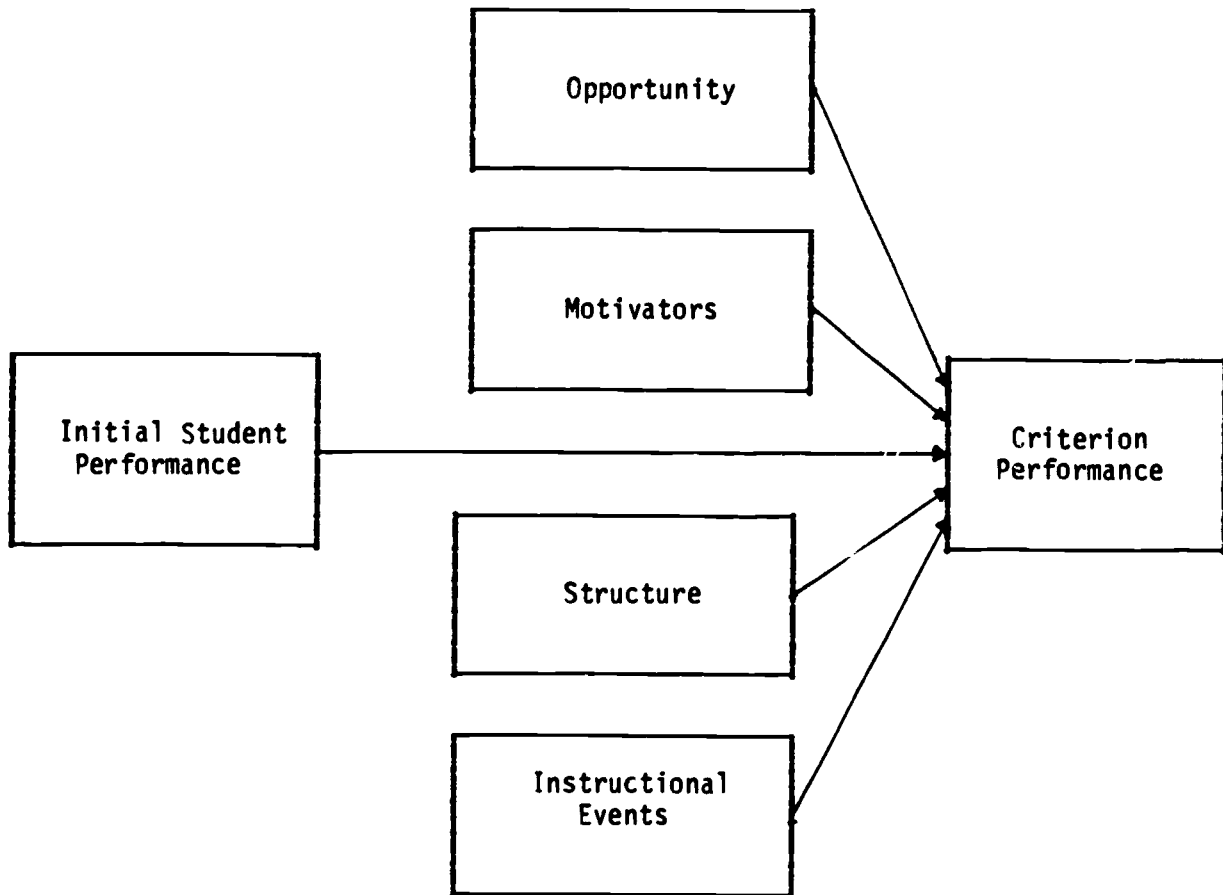 Opportunity
Motivators
Initial Student
Performance
Criterion
Performance
Structure
Instructional
Events